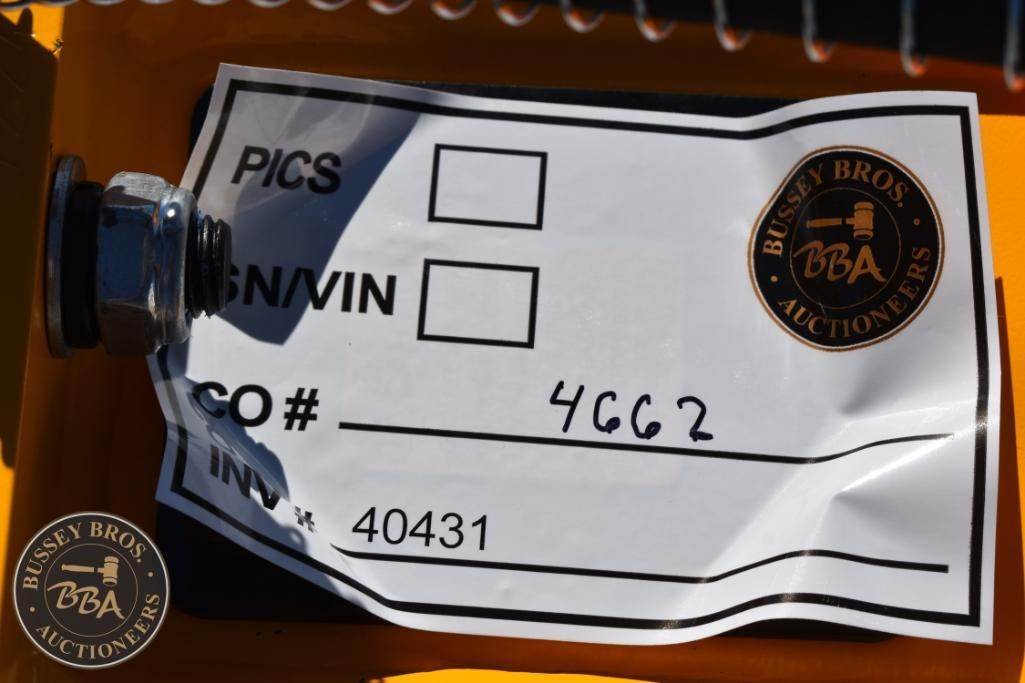 PICS
SN/VIN
CO # 4662
INV # 40431
BUSSEY BROS.
BBA
AUCTIONEERS
BUSSEY BROS.
BBA
AUCTIONEERS